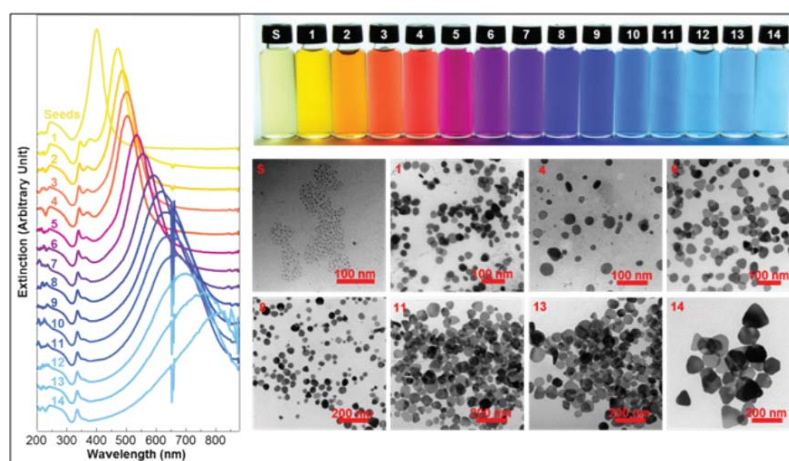 Extinction (Arbitrary Unit)
Seeds
1
2
3
4
5
6
7
8
9
10
11
12
13
14
200 300 400 500 600 700 800
Wavelength (nm)
S 1 2 3 4 5 6 7 8 9 10 11 12 13 14
S
100 nm
1
100 nm
4
100 nm
100 nm
200 nm
11
200 nm
13
200 nm
14
200 nm